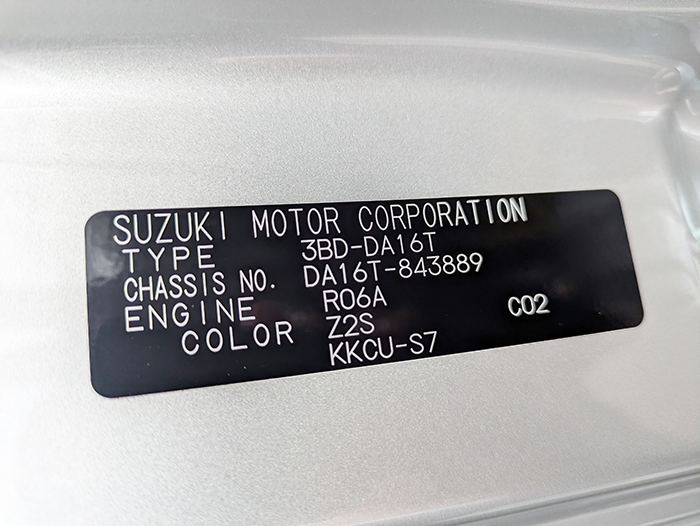 SUZUKI MOTOR CORPORATION
TYPE 3BD-DA16T
CHASSIS NO. DA16T-843889
ENGINE R06A
COLOR Z2S C02
KKCU-S7